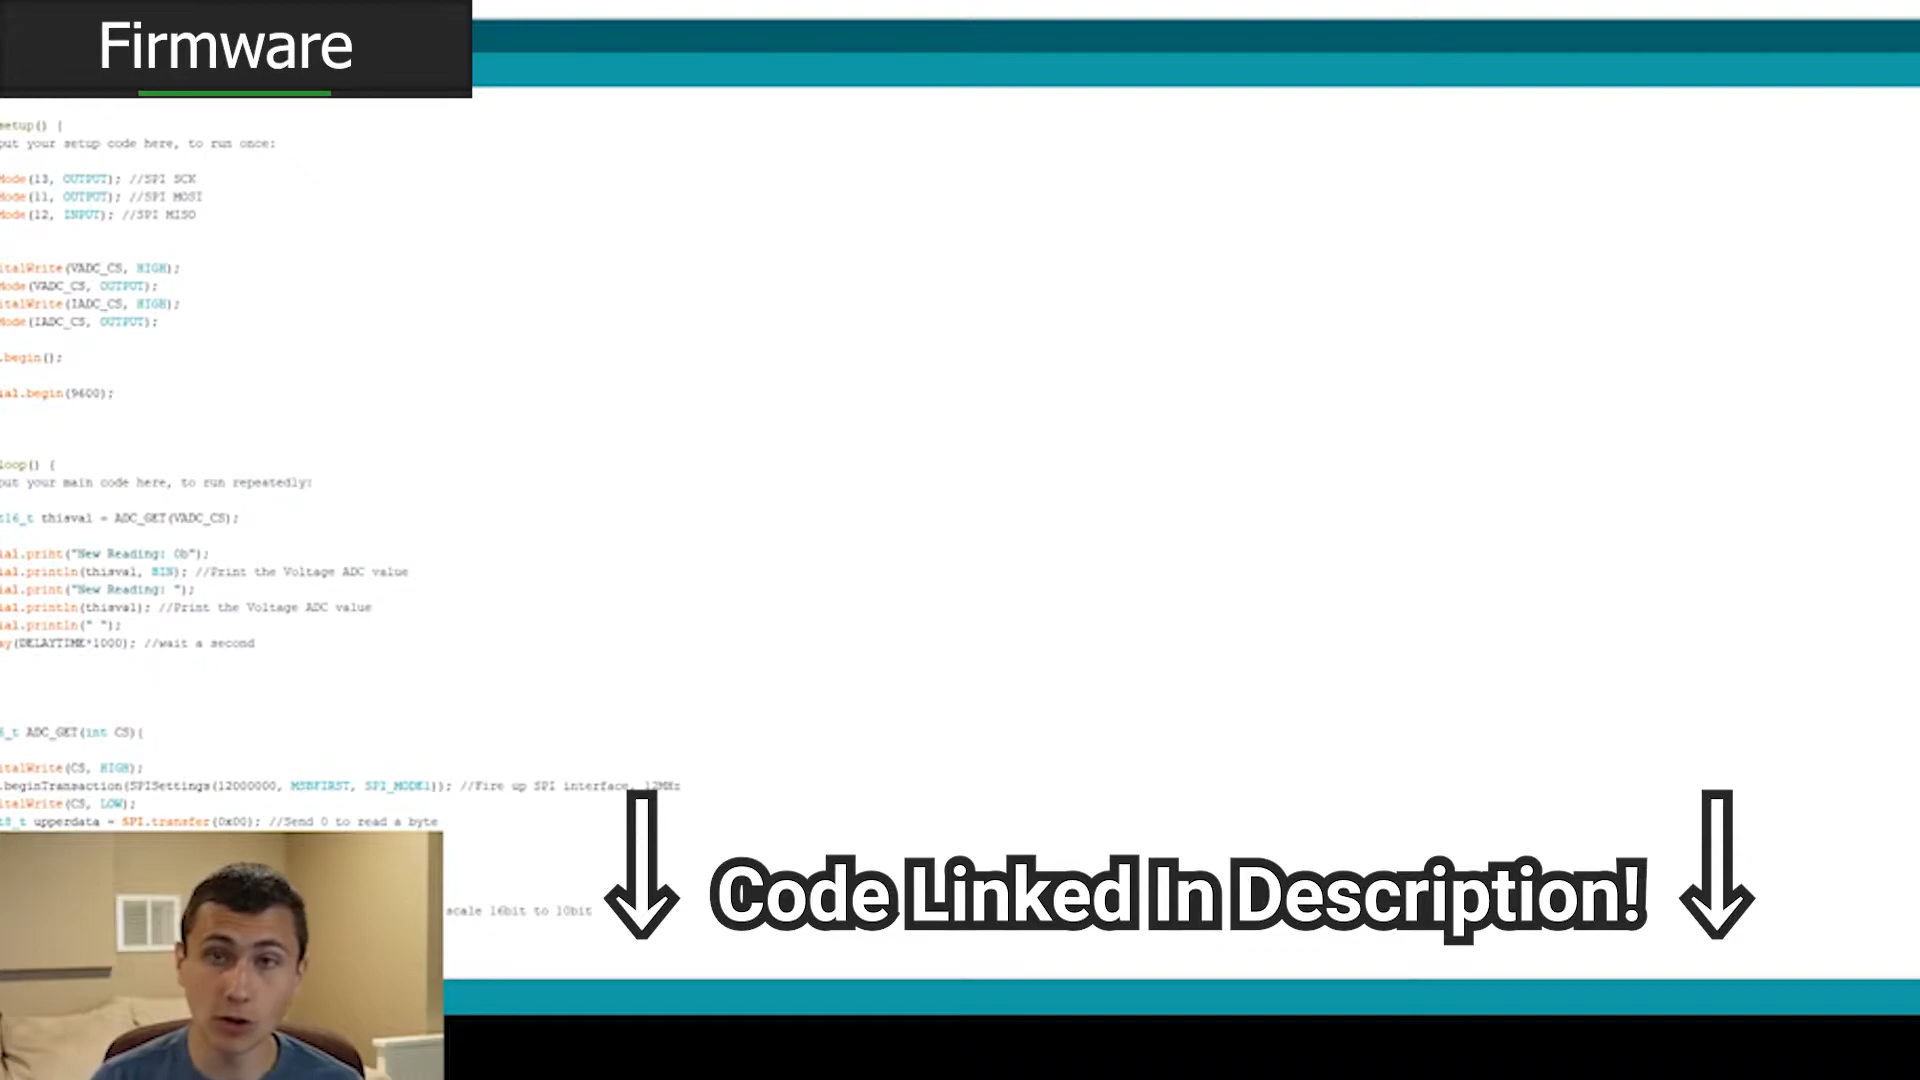 Firmware
setup() {
put your setup code here, to run once:
Mode(13, OUTPUT); //SPI SCK
Mode(11, OUTPUT); //SPI MOSI
Mode(12, INPUT); //SPI MISO
italWrite(VADC_CS, HIGH);
Mode(VADC_CS, OUTPUT);
italWrite(IADC_CS, HIGH);
Mode(IADC_CS, OUTPUT);
.begin();
ial.begin(9600);
loop() {
put your main code here, to run repeatedly:
t16_t thisval = ADC_GET(VADC_CS);
ial.print("New Reading: 0b");
ial.println(thisval, BIN); //Print the Voltage ADC value
ial.print("New Reading: ");
ial.println(thisval); //Print the Voltage ADC value
ial.println(" ");
ay(DELAYTIME*1000); //wait a second
6_t ADC_GET(int CS){
italWrite(CS, HIGH);
.beginTransaction(SPISettings(12000000, MSBFIRST, SPI_MODE1)); //Fire up SPI interface, 12MHz
italWrite(CS, LOW);
t8_t upperdata = SPI.transfer(0x00); //Send 0 to read a byte
scale 16bit to 10bit
Code Linked In Description!